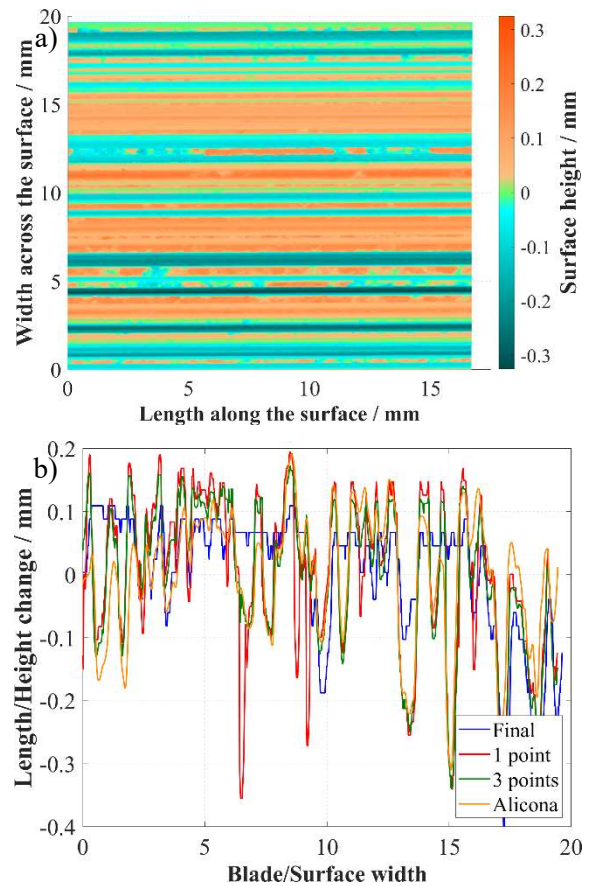 a)
20
15
10
5
0
Width across the surface / mm
0
5
10
15
Length along the surface / mm
0.3
0.2
0.1
0
-0.1
-0.2
-0.3
Surface height / mm
b)
0.2
0.1
0
-0.1
-0.2
-0.3
-0.4
Length/Height change / mm
Final
1 point
3 points
Alicona
0
5
10
15
20
Blade/Surface width